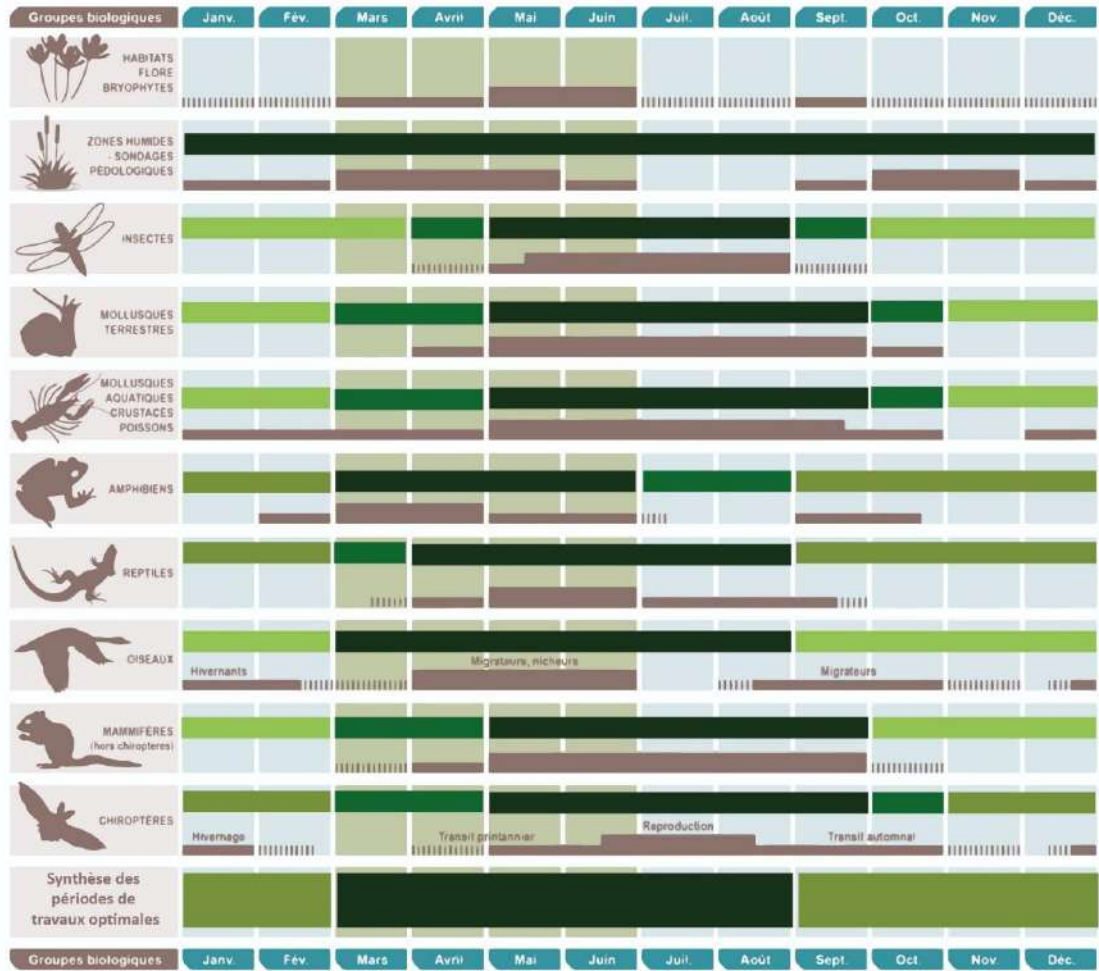 Groupes biologiques Janv. Fév. Mars Avril Mai Juin Juil. Août Sept. Oct. Nov. Déc.
HABITATS
FLORE
BRYOPHYTES
ZONES HUMIDES
- SONDAGES
PÉDOLOGIQUES
INSECTES
MOLLUSQUES
TERRESTRES
MOLLUSQUES
AQUATIQUES
CRUSTACÉS
POISSONS
AMPHIBIENS
REPTILES
OISEAUX
Hivernants
Migrateurs, nicheurs
Migrateurs
MAMMIFÈRES
(hors chiroptères)
CHIROPTÈRES
Hivernage
Transit printannier
Reproduction
Transit automnal
Synthèse des
périodes de
travaux optimales
Groupes biologiques Janv. Fév. Mars Avril Mai Juin Juil. Août Sept. Oct. Nov. Déc.